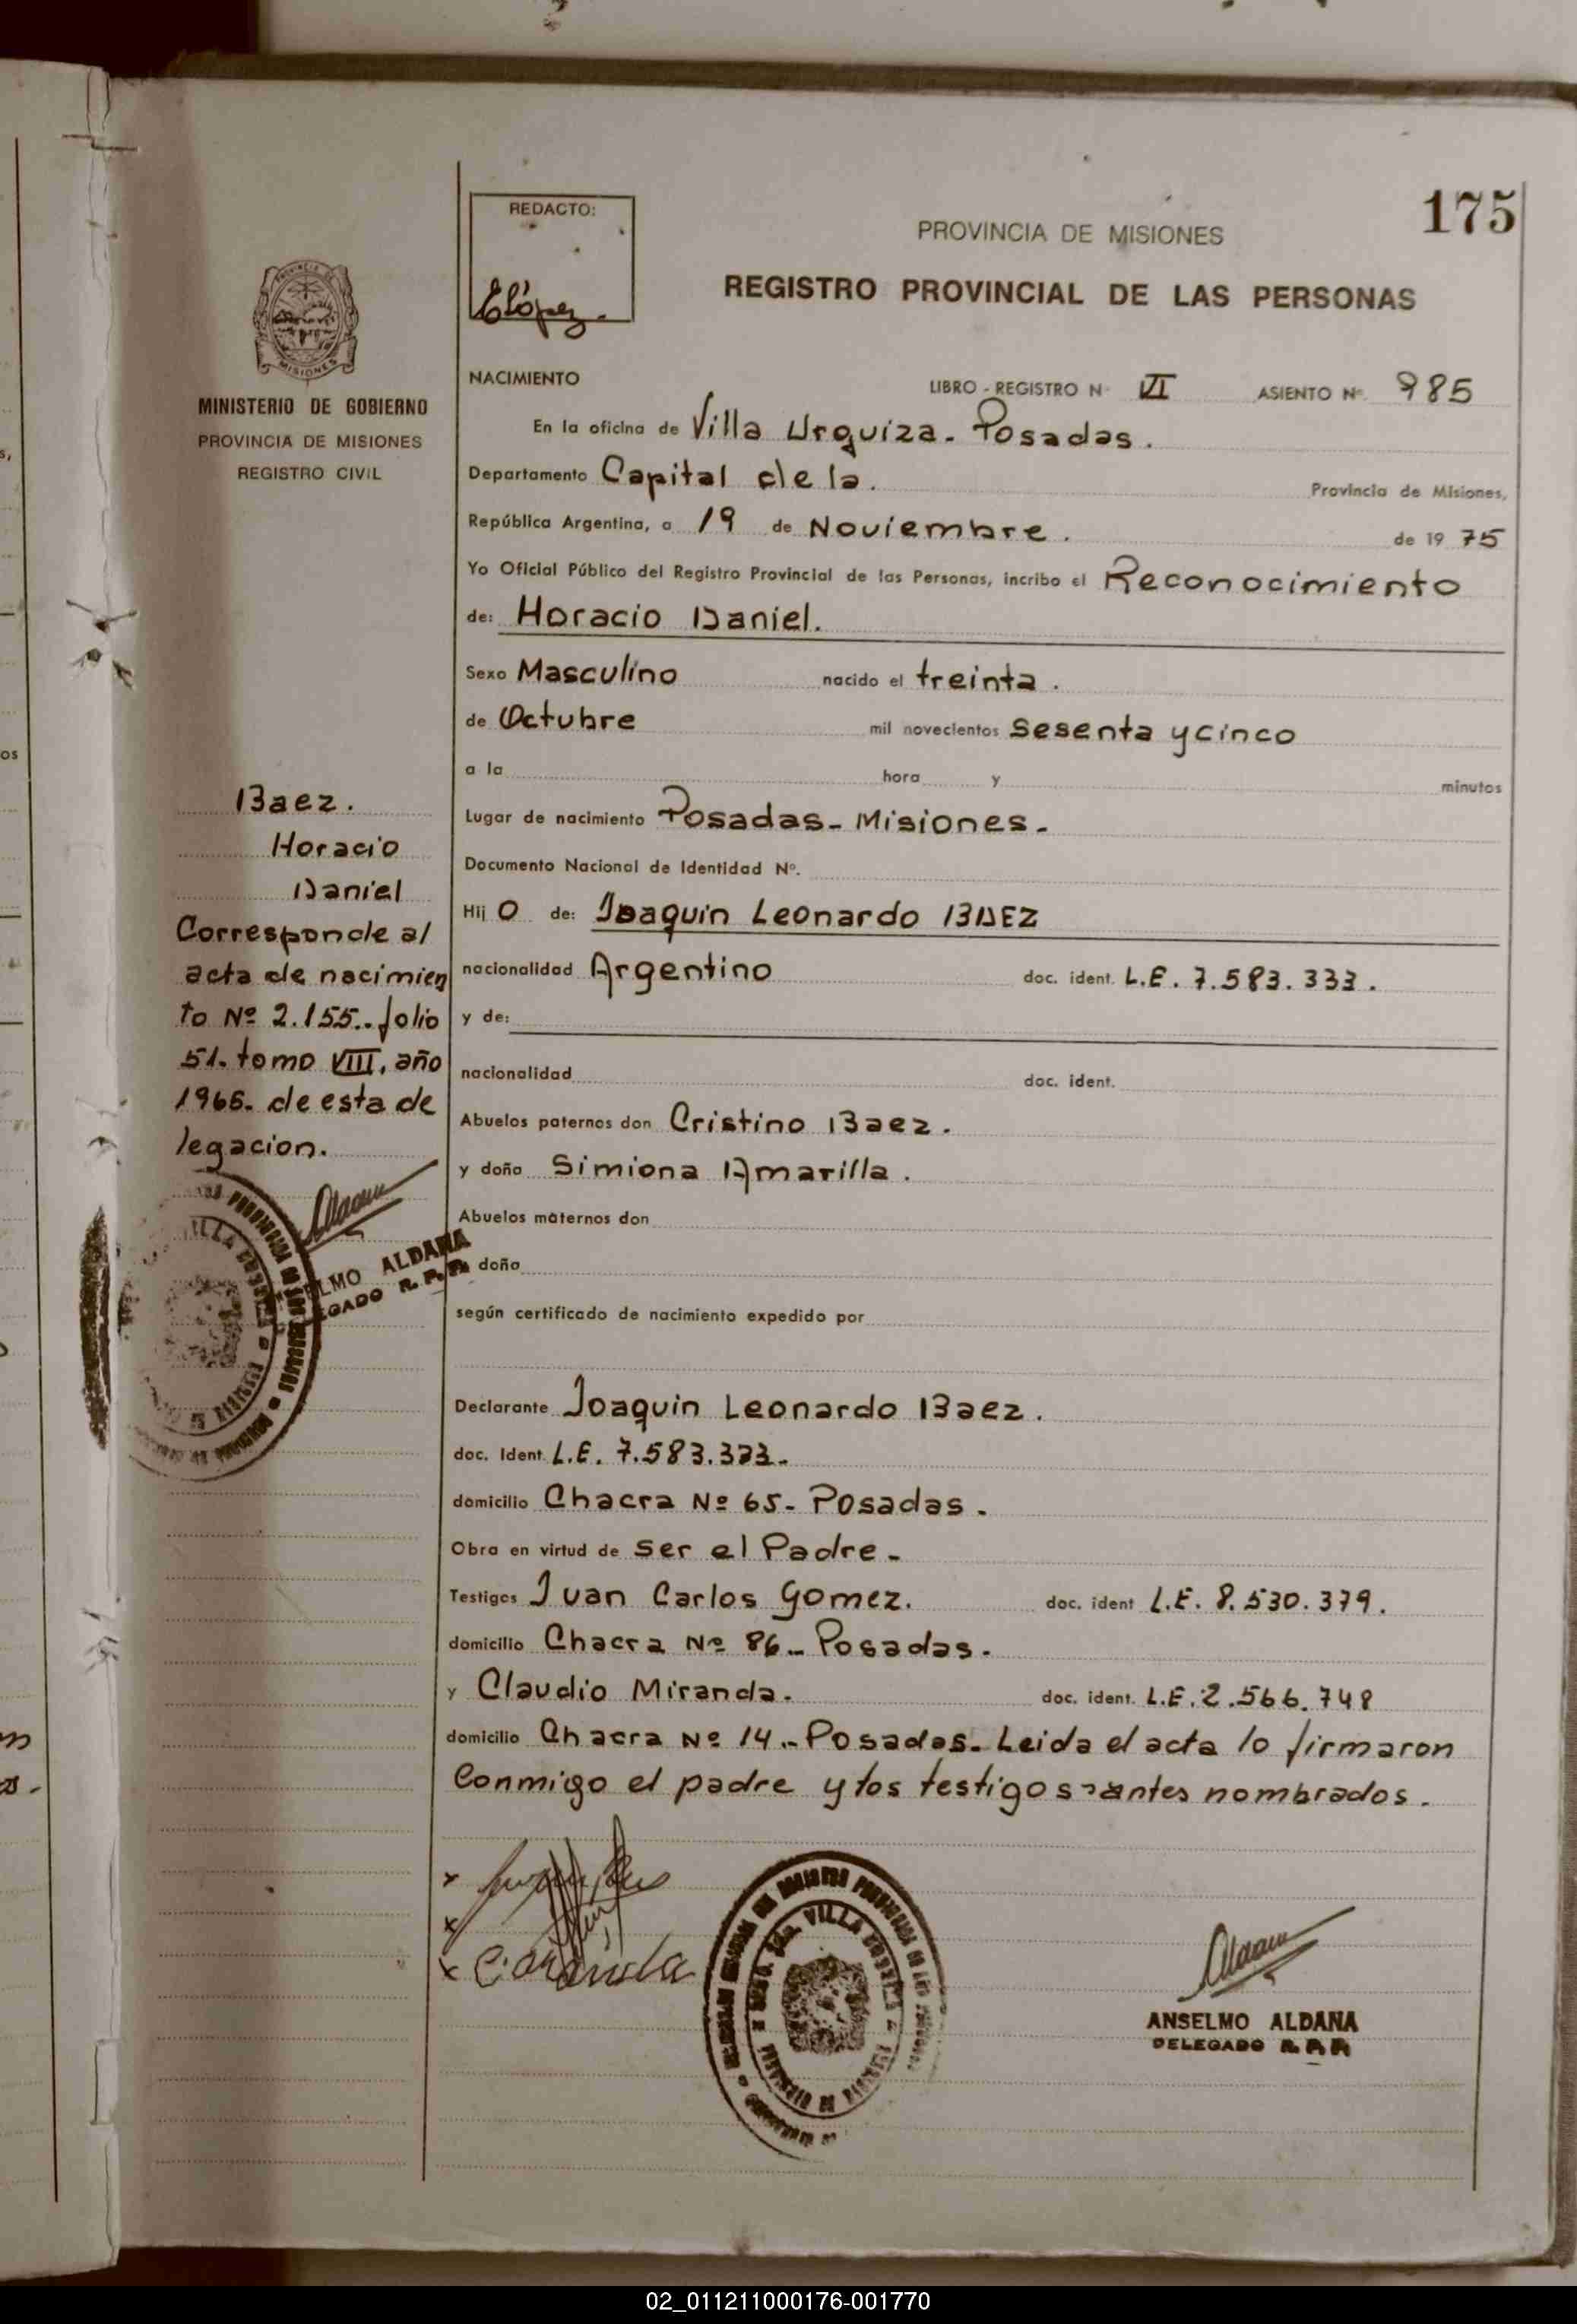 175
REDACTO:
ELópez.
PROVINCIA DE MISIONES
REGISTRO PROVINCIAL DE LAS PERSONAS
MISIONES
MINISTERIO DE GOBIERNO
PROVINCIA DE MISIONES
REGISTRO CIVIL
NACIMIENTO LIBRO - REGISTRO Nº VI ASIENTO Nº 985
En la oficina de Villa Urquiza - Posadas.
Departamento Capital de la. Provincia de Misiones,
República Argentina, a 19 de Noviembre. de 19 75
Yo Oficial Público del Registro Provincial de las Personas, incribo el Reconocimiento
de: Horacio Daniel.
Sexo Masculino nacido el treinta.
de Octubre mil novecientos Sesenta y cinco
a la hora y minutos
Lugar de nacimiento Posadas - Misiones -
Documento Nacional de Identidad Nº.
Hij o de: Joaquin Leonardo BAEZ
nacionalidad Argentino doc. ident. L.E. 7.583.333.
y de:
nacionalidad doc. ident.
Abuelos paternos don Cristino Baez.
y doña Simiona Amarilla.
Abuelos maternos don
doña
según certificado de nacimiento expedido por
Declarante Joaquin Leonardo Baez.
doc. Ident. L.E. 7.583.333.-
domicilio Chacra Nº 65 - Posadas.
Obra en virtud de ser el Padre -
Testigos Juan Carlos Gomez. doc. ident L.E. 8.530.379.
domicilio Chacra Nº 86 - Posadas.
y Claudio Miranda. doc. ident. L.E. 2.566.748
domicilio Chacra Nº 14 - Posadas - Leida el acta lo firmaron
Conmigo el padre y los testigos antes nombrados.
Baez.
Horacio
Daniel
Corresponde al
acta de nacimien
to Nº 2.155. folio
51. tomo VIII, año
1965. de esta de
legacion.
ELMO ALDANA
LEGADO R. P. P.
VILLA URQUIZA
ANSELMO ALDANA
DELEGADO R. P. P.
02_011211000176-001770